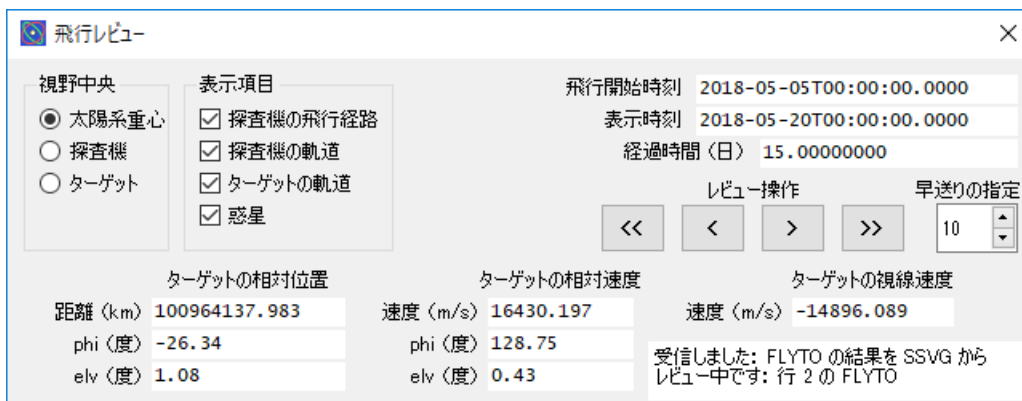 飛行レビュー
視野中央
太陽系重心
探査機
ターゲット
表示項目
探査機の飛行経路
探査機の軌道
ターゲットの軌道
惑星
飛行開始時刻 2018-05-05T00:00:00.0000
表示時刻 2018-05-20T00:00:00.0000
経過時間（日） 15.00000000
レビュー操作 早送りの指定
<< < > >> 10
ターゲットの相対位置
距離（km） 100964137.983
phi（度） -26.34
elv（度） 1.08
ターゲットの相対速度
速度（m/s） 16430.197
phi（度） 128.75
elv（度） 0.43
ターゲットの視線速度
速度（m/s） -14896.089
受信しました: FLYTO の結果を SSVG から
レビュー中です: 行 2 の FLYTO